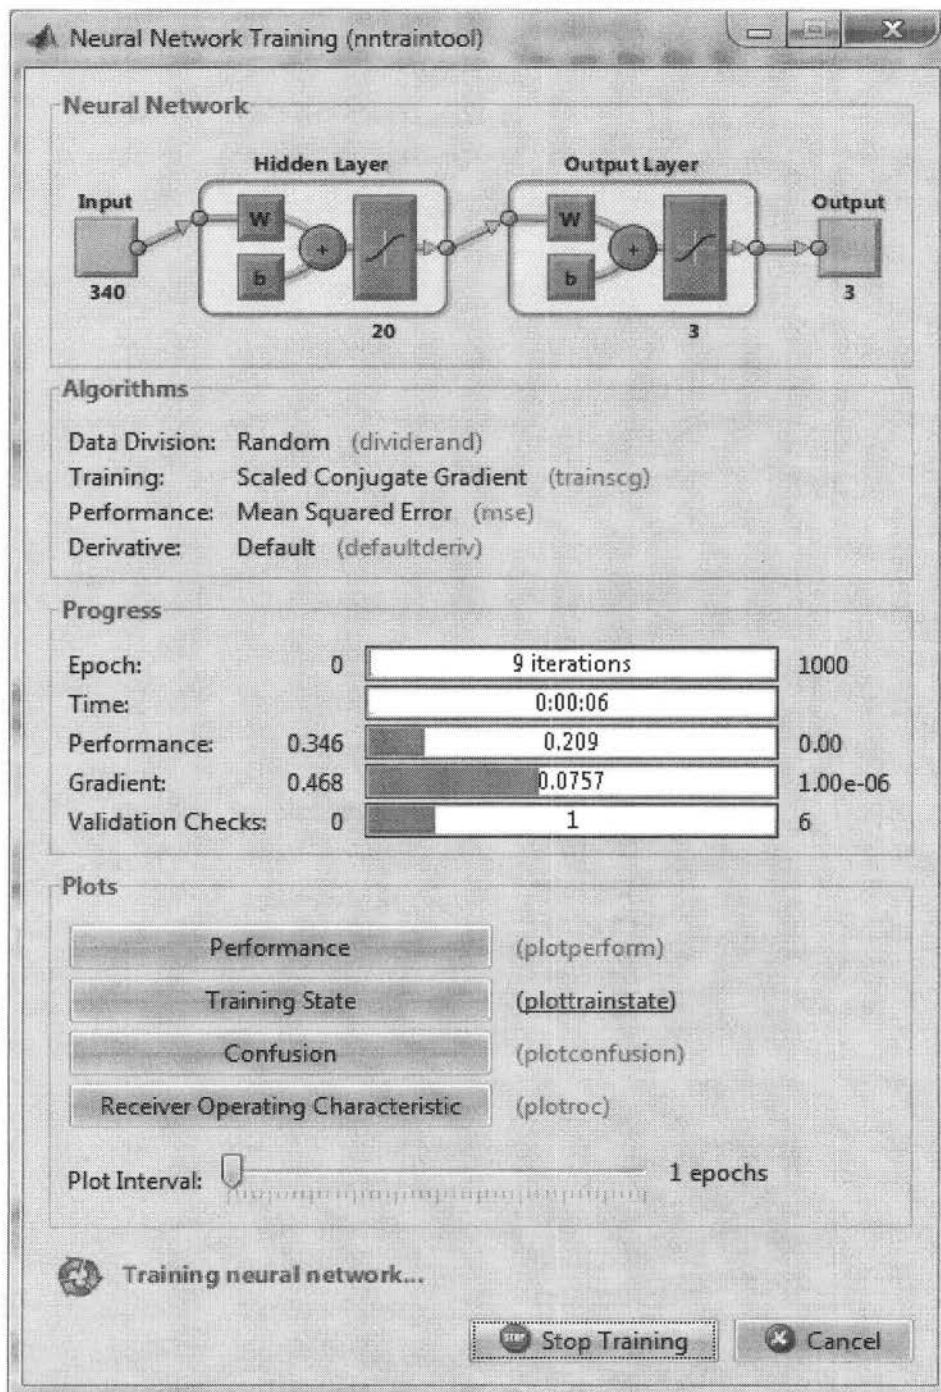 Neural Network Training (nntraintool)
Neural Network
Hidden Layer Output Layer
Input Output
W W
+ +
b b
340 3
20 3
Algorithms
Data Division: Random (dividerand)
Training: Scaled Conjugate Gradient (trainscg)
Performance: Mean Squared Error (mse)
Derivative: Default (defaultderiv)
Progress
Epoch: 0 9 iterations 1000
Time: 0:00:06
Performance: 0.346 0.209 0.00
Gradient: 0.468 0.0757 1.00e-06
Validation Checks: 0 1 6
Plots
Performance (plotperform)
Training State (plottrainstate)
Confusion (plotconfusion)
Receiver Operating Characteristic (plotroc)
Plot Interval: 1 epochs
Training neural network...
STOP Stop Training Cancel